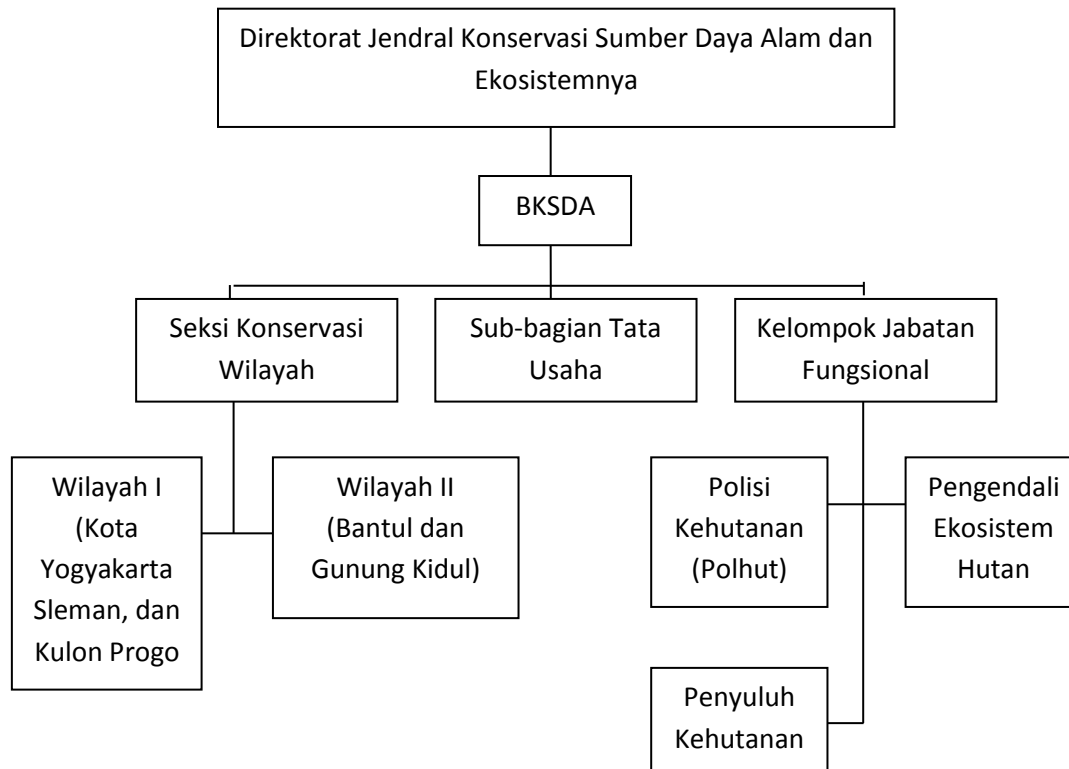 Direktorat Jendral Konservasi Sumber Daya Alam dan
Ekosistemnya
BKSDA
Seksi Konservasi
Wilayah
Sub-bagian Tata
Usaha
Kelompok Jabatan
Fungsional
Wilayah I
(Kota
Yogyakarta
Sleman, dan
Kulon Progo
Wilayah II
(Bantul dan
Gunung Kidul)
Polisi
Kehutanan
(Polhut)
Pengendali
Ekosistem
Hutan
Penyuluh
Kehutanan